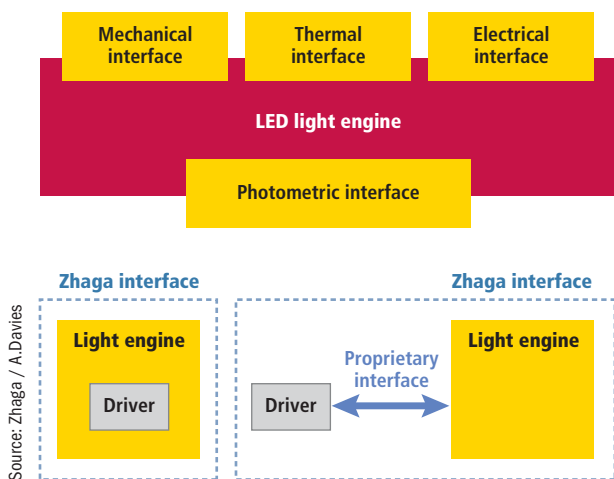 Mechanical
interface
Thermal
interface
Electrical
interface
LED light engine
Photometric interface
Zhaga interface
Light engine
Driver
Zhaga interface
Driver
Proprietary
interface
Light engine
Source: Zhaga / A.Davies